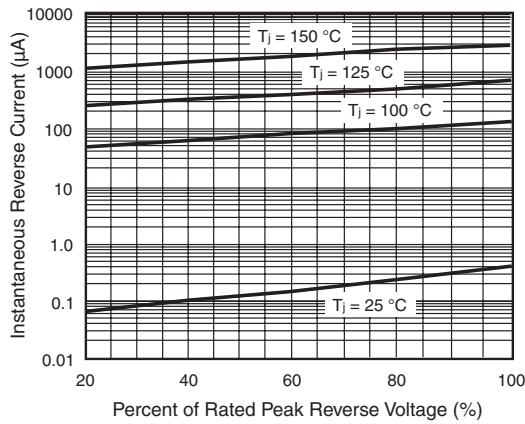 Instantaneous Reverse Current (µA)
10000
1000
100
10
1.0
0.1
0.01
Tj = 150 °C
Tj = 125 °C
Tj = 100 °C
Tj = 25 °C
20
40
60
80
100
Percent of Rated Peak Reverse Voltage (%)